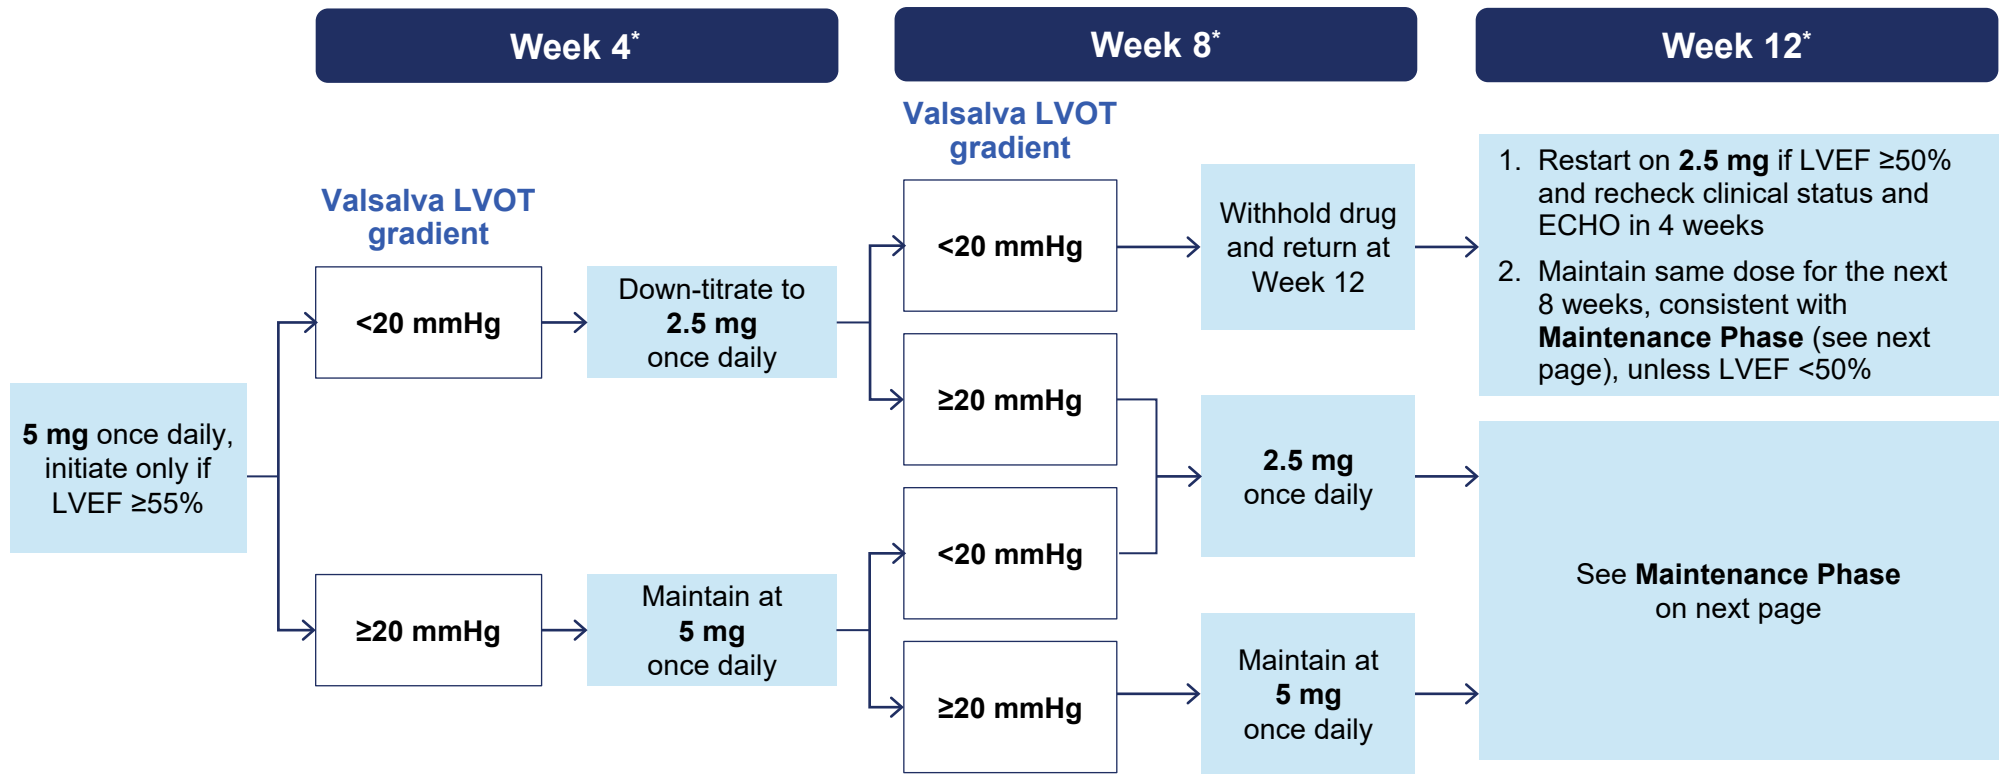 Week 4*
Week 8*
Week 12*
5 mg once daily,
initiate only if
LVEF ≥55%
Valsalva LVOT
gradient
<20 mmHg
Down-titrate to
2.5 mg
once daily
≥20 mmHg
Maintain at
5 mg
once daily
Valsalva LVOT
gradient
<20 mmHg
Withhold drug
and return at
Week 12
≥20 mmHg
<20 mmHg
2.5 mg
once daily
≥20 mmHg
Maintain at
5 mg
once daily
1. Restart on 2.5 mg if LVEF ≥50%
and recheck clinical status and
ECHO in 4 weeks
2. Maintain same dose for the next
8 weeks, consistent with
Maintenance Phase (see next
page), unless LVEF <50%
See Maintenance Phase
on next page